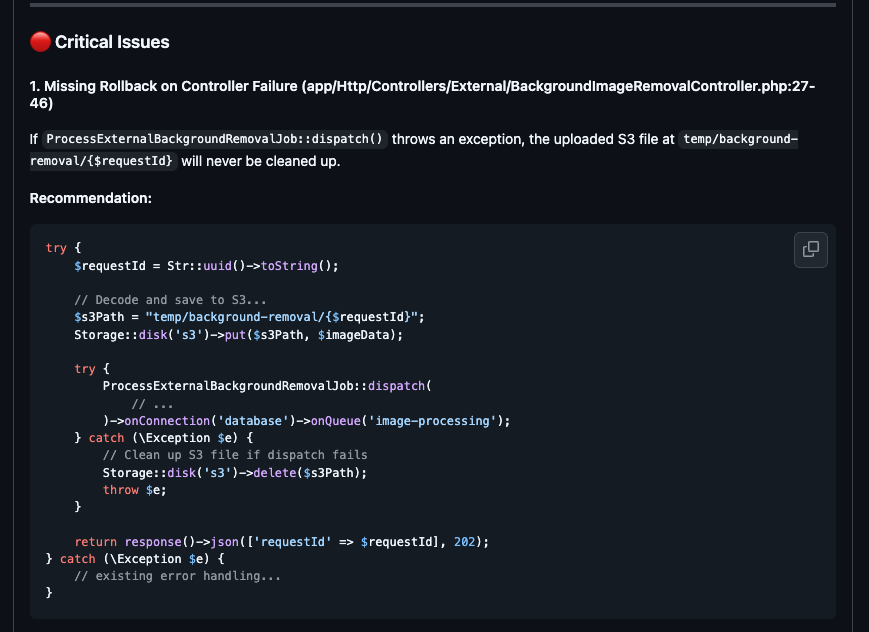 🔴 Critical Issues
1. Missing Rollback on Controller Failure (app/Http/Controllers/External/BackgroundImageRemovalController.php:27-
46)
If ProcessExternalBackgroundRemovalJob::dispatch() throws an exception, the uploaded S3 file at temp/background-
removal/{$requestId} will never be cleaned up.
Recommendation:
try {
    $requestId = Str::uuid()->toString();

    // Decode and save to S3...
    $s3Path = "temp/background-removal/{$requestId}";
    Storage::disk('s3')->put($s3Path, $imageData);

    try {
        ProcessExternalBackgroundRemovalJob::dispatch(
            // ...
        )->onConnection('database')->onQueue('image-processing');
    } catch (\Exception $e) {
        // Clean up S3 file if dispatch fails
        Storage::disk('s3')->delete($s3Path);
        throw $e;
    }

    return response()->json(['requestId' => $requestId], 202);
} catch (\Exception $e) {
    // existing error handling...
}